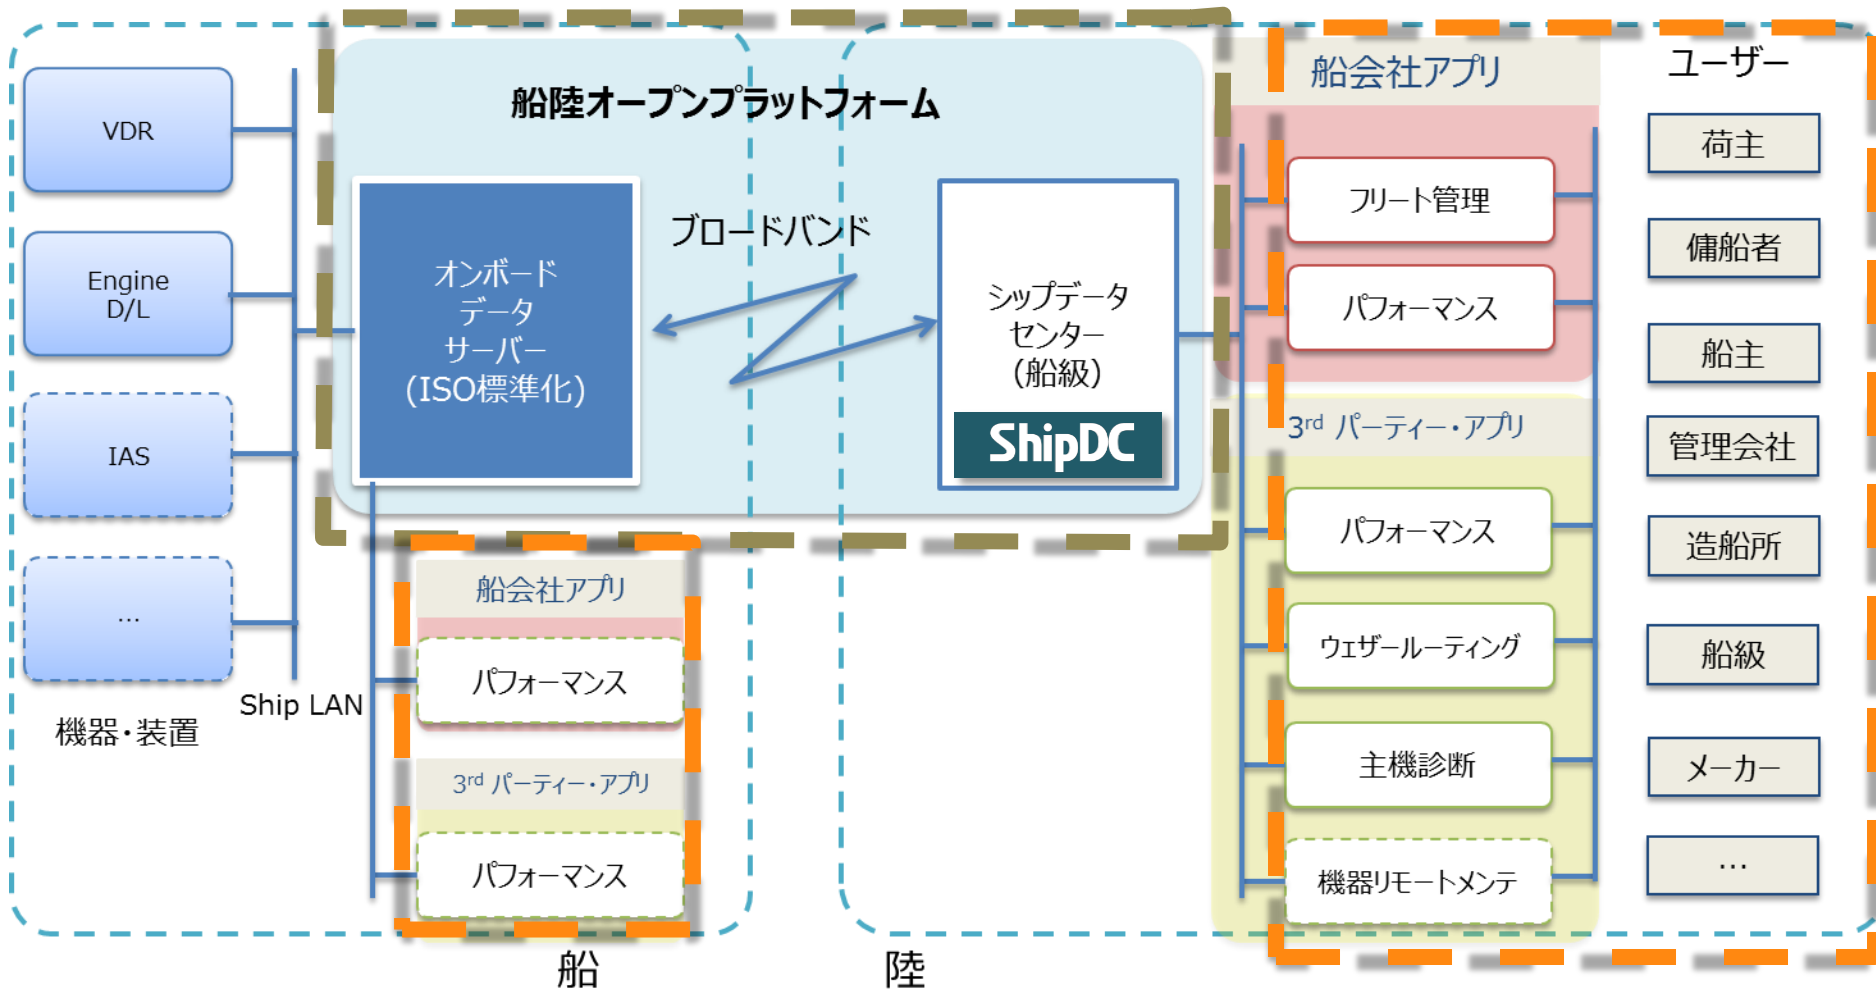 船陸オープンプラットフォーム
VDR
Engine
D/L
IAS
…
機器・装置
Ship LAN
オンボード
データ
サーバー
(ISO標準化)
ブロードバンド
シップデータ
センター
(船級)
ShipDC
船会社アプリ
パフォーマンス
3rd パーティー・アプリ
パフォーマンス
船会社アプリ
フリート管理
パフォーマンス
3rd パーティー・アプリ
パフォーマンス
ウェザールーティング
主機診断
機器リモートメンテ
ユーザー
荷主
傭船者
船主
管理会社
造船所
船級
メーカー
…
船
陸